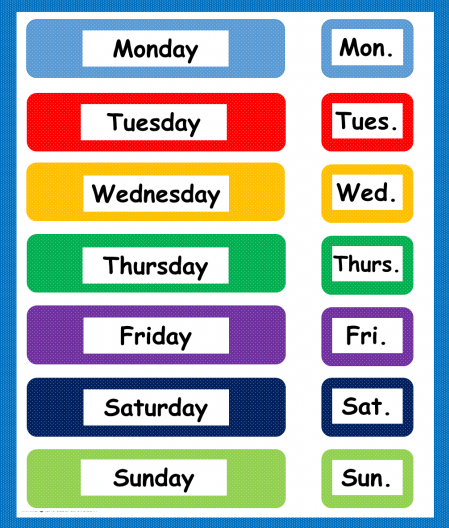 Monday Mon.
Tuesday Tues.
Wednesday Wed.
Thursday Thurs.
Friday Fri.
Saturday Sat.
Sunday Sun.